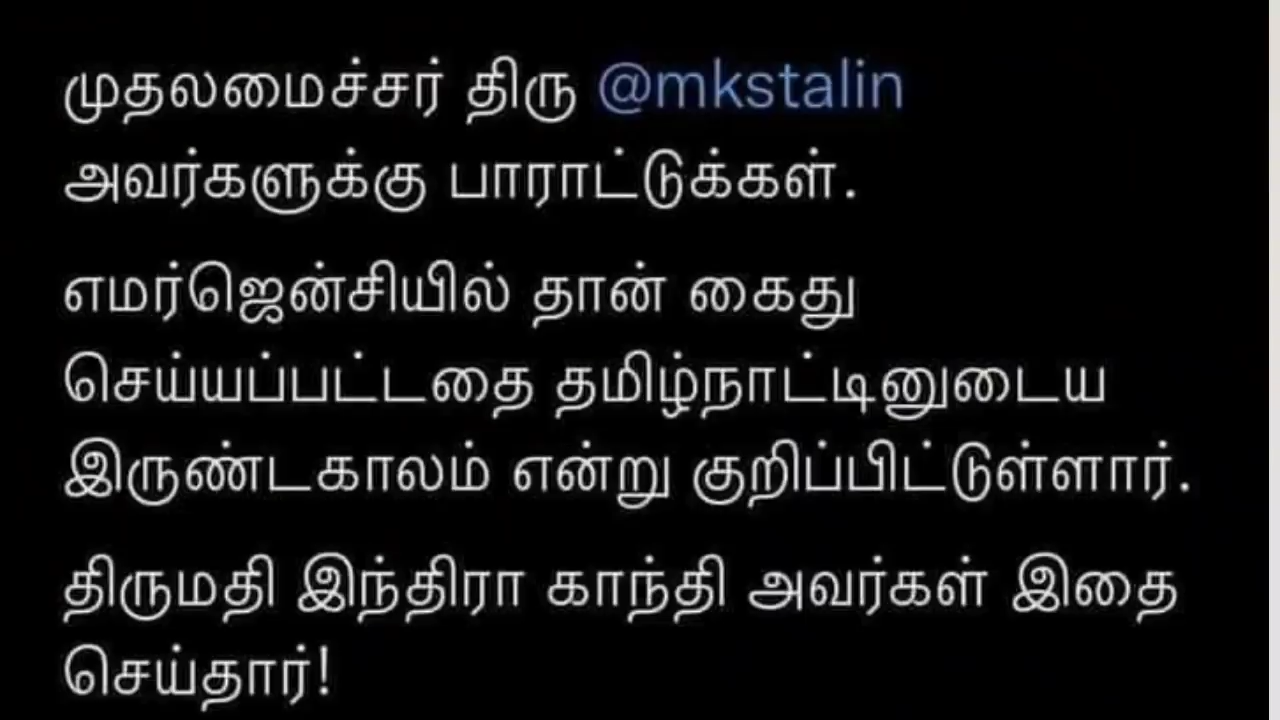 முதலமைச்சர் திரு @mkstalin
அவர்களுக்கு பாராட்டுக்கள்.
எமர்ஜென்சியில் தான் கைது
செய்யப்பட்டதை தமிழ்நாட்டினுடைய
இருண்டகாலம் என்று குறிப்பிட்டுள்ளார்.
திருமதி இந்திரா காந்தி அவர்கள் இதை
செய்தார்!